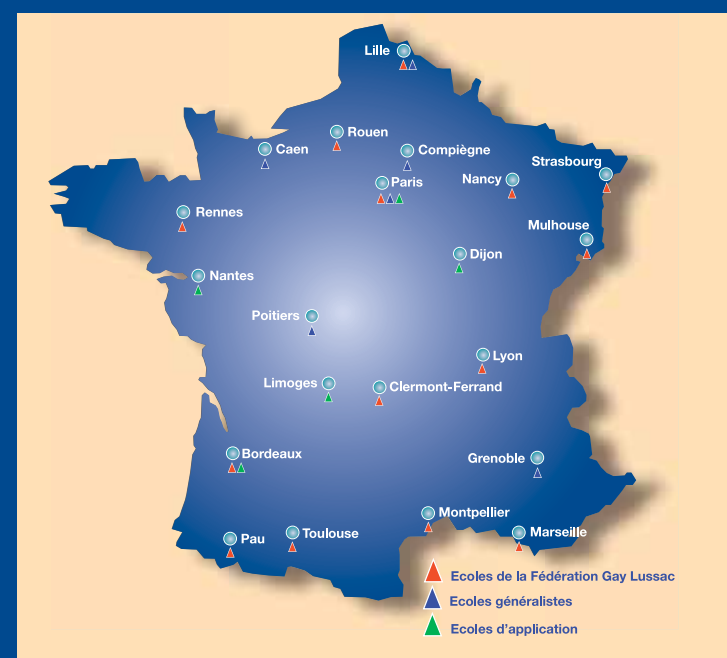 Lille
Rouen
Caen
Compiègne
Strasbourg
Paris
Nancy
Rennes
Mulhouse
Dijon
Nantes
Poitiers
Lyon
Limoges
Clermont-Ferrand
Bordeaux
Grenoble
Montpellier
Pau
Toulouse
Marseille
Ecoles de la Fédération Gay Lussac
Ecoles généralistes
Ecoles d'application